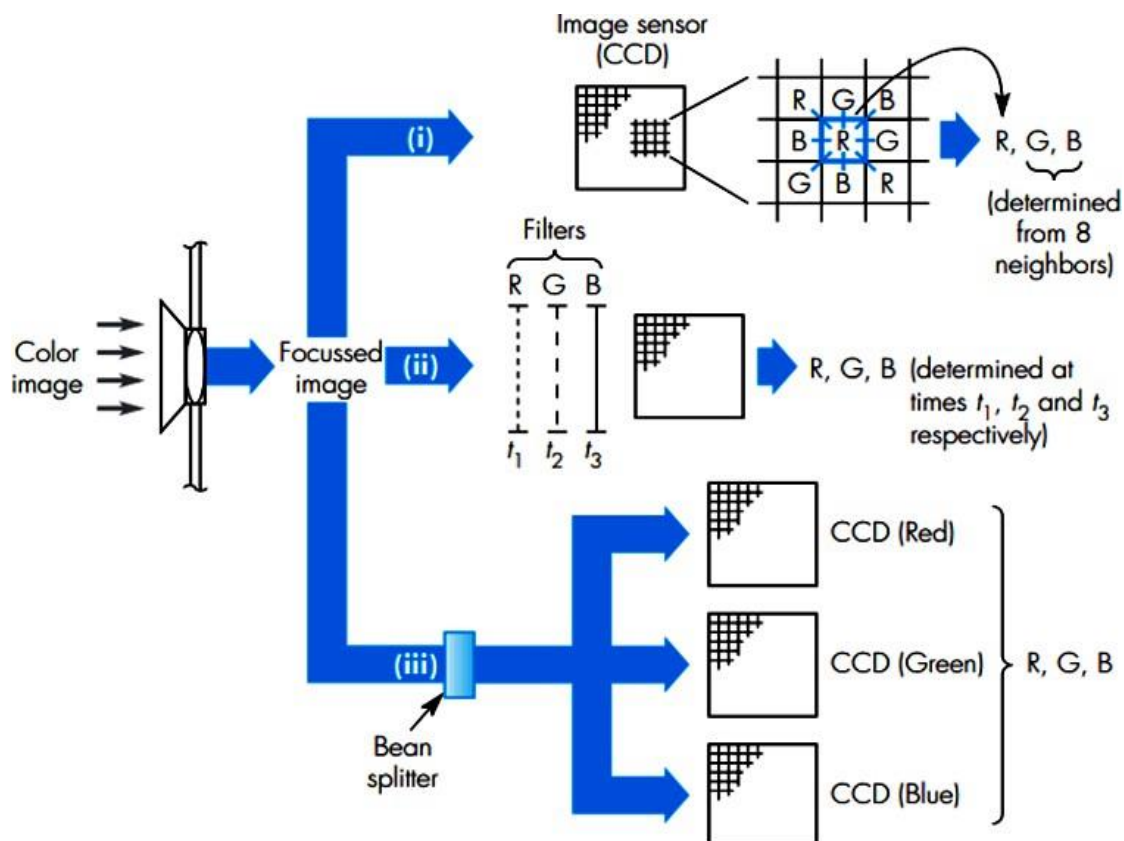 Image sensor
(CCD)
(i)
R G B
B R G
G B R
R, G, B
(determined
from 8
neighbors)
Filters
R G B
Color
image
Focussed
image
(ii)
t1 t2 t3
R, G, B (determined at
times t1, t2 and t3
respectively)
(iii)
Bean
splitter
CCD (Red)
CCD (Green)
CCD (Blue)
R, G, B